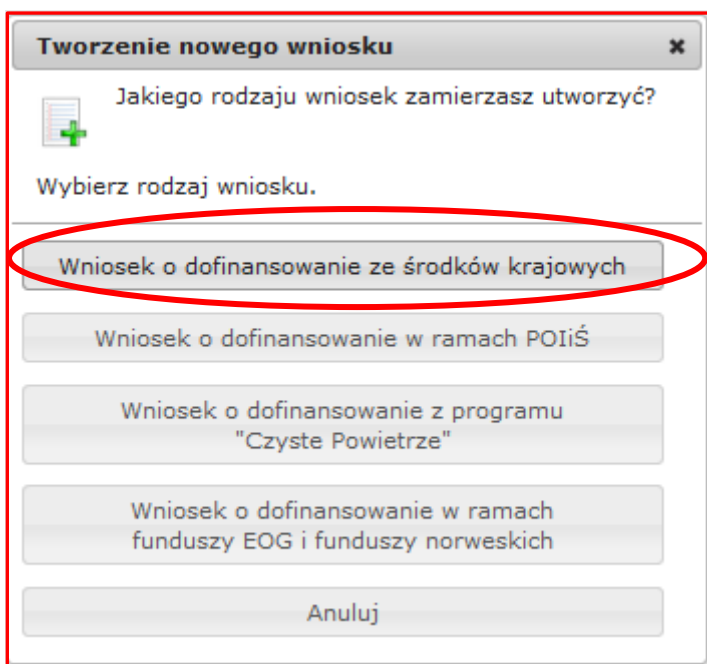 Tworzenie nowego wniosku
Jakiego rodzaju wniosek zamierzasz utworzyć?
Wybierz rodzaj wniosku.
Wniosek o dofinansowanie ze środków krajowych
Wniosek o dofinansowanie w ramach POIiŚ
Wniosek o dofinansowanie z programu
"Czyste Powietrze"
Wniosek o dofinansowanie w ramach
funduszy EOG i funduszy norweskich
Anuluj